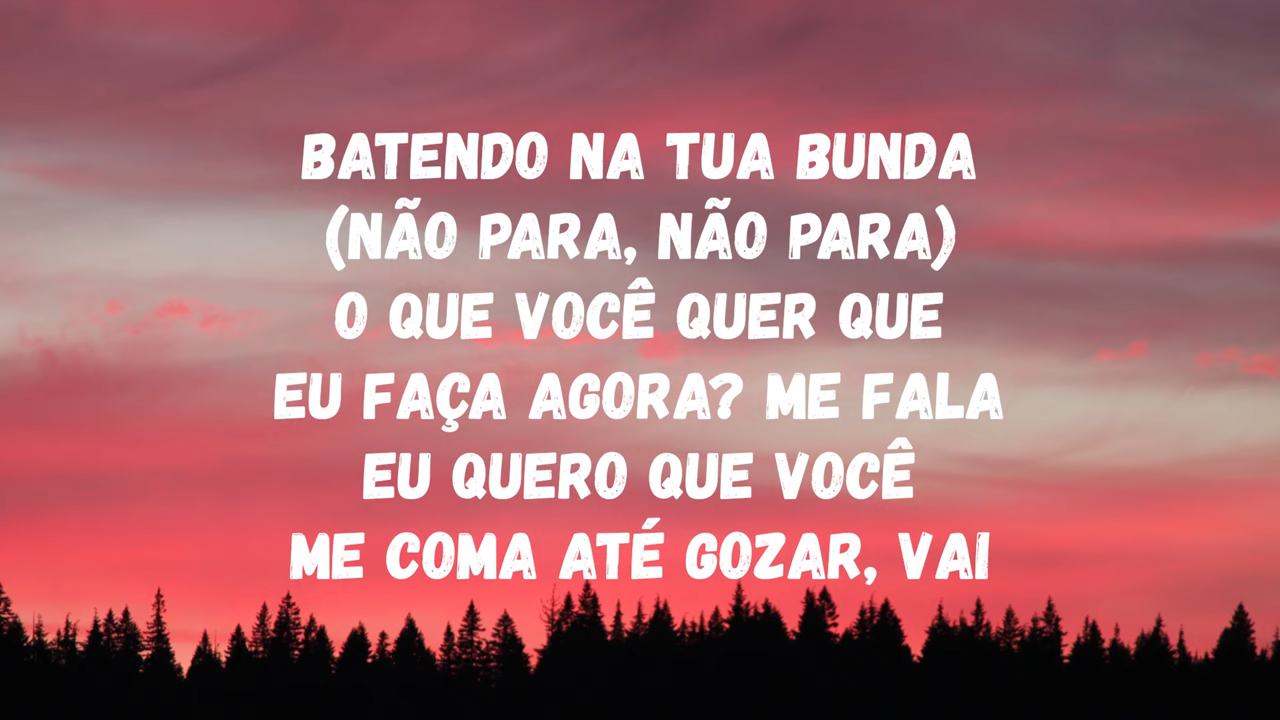 BATENDO NA TUA BUNDA
(NÃO PARA, NÃO PARA)
O QUE VOCÊ QUER QUE
EU FAÇA AGORA? ME FALA
EU QUERO QUE VOCÊ
ME COMA ATÉ GOZAR, VAI